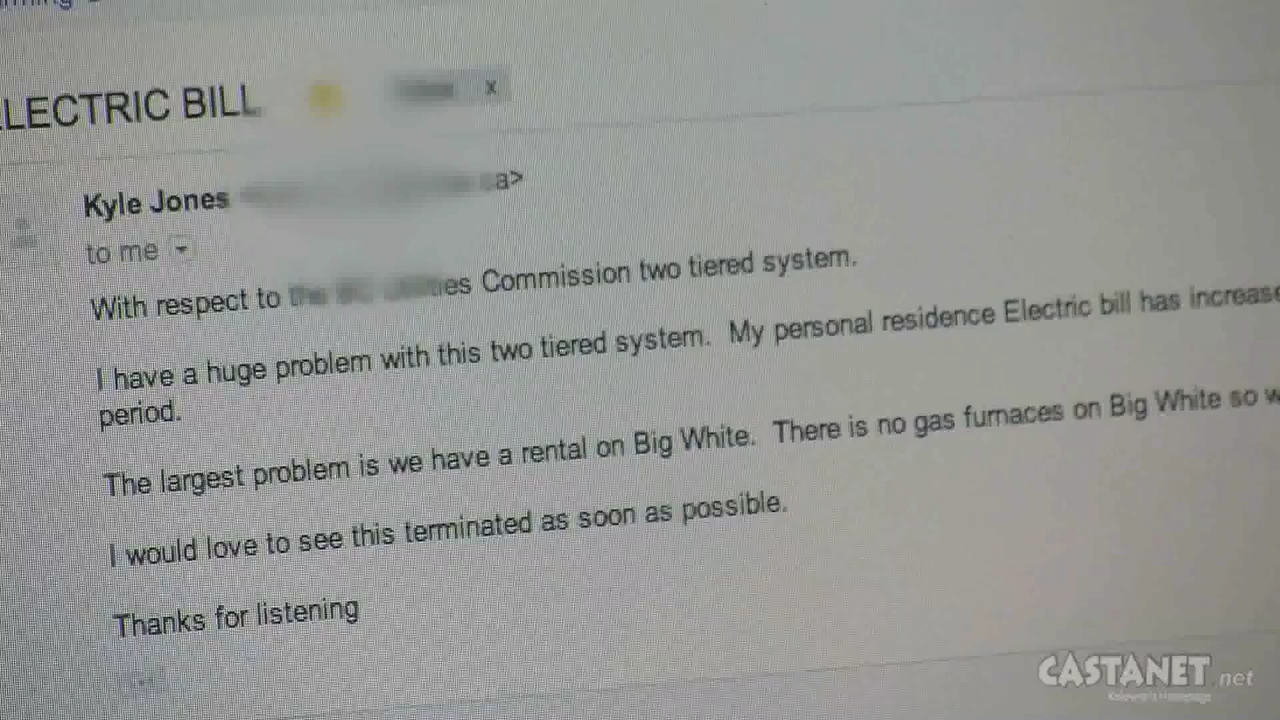 ELECTRIC BILL
x
Kyle Jones a>
to me
With respect to Commission two tiered system.
I have a huge problem with this two tiered system. My personal residence Electric bill has increase
period.
The largest problem is we have a rental on Big White. There is no gas furnaces on Big White so w
I would love to see this terminated as soon as possible.
Thanks for listening
CASTANET.net